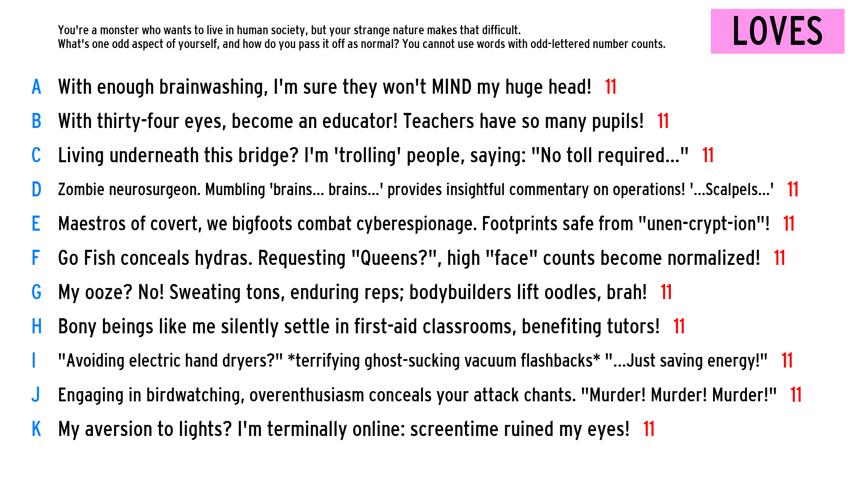 You're a monster who wants to live in human society, but your strange nature makes that difficult.
What's one odd aspect of yourself, and how do you pass it off as normal? You cannot use words with odd-lettered number counts.
LOVES
A With enough brainwashing, I'm sure they won't MIND my huge head! 11
B With thirty-four eyes, become an educator! Teachers have so many pupils! 11
C Living underneath this bridge? I'm 'trolling' people, saying: "No toll required..." 11
D Zombie neurosurgeon. Mumbling 'brains... brains...' provides insightful commentary on operations! '...Scalpels...' 11
E Maestros of covert, we bigfoots combat cyberespionage. Footprints safe from "unen-crypt-ion"! 11
F Go Fish conceals hydras. Requesting "Queens?", high "face" counts become normalized! 11
G My ooze? No! Sweating tons, enduring reps; bodybuilders lift oodles, brah! 11
H Bony beings like me silently settle in first-aid classrooms, benefiting tutors! 11
I "Avoiding electric hand dryers?" *terrifying ghost-sucking vacuum flashbacks* "...Just saving energy!" 11
J Engaging in birdwatching, overenthusiasm conceals your attack chants. "Murder! Murder! Murder!" 11
K My aversion to lights? I'm terminally online: screentime ruined my eyes! 11